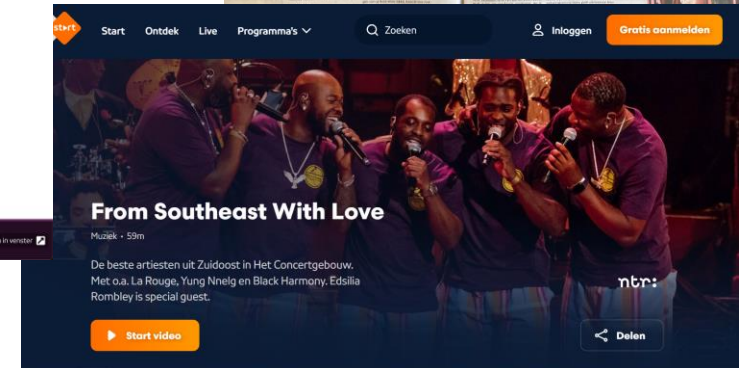 start
Start Ontdek Live Programma's Zoeken Inloggen Gratis aanmelden
From Southeast With Love
Muziek • 59m
in venster
De beste artiesten uit Zuidoost in Het Concertgebouw.
Met o.a. La Rouge, Yung Nnelg en Black Harmony. Edsilia
Rombley is special guest.
ntr:
Start video Delen